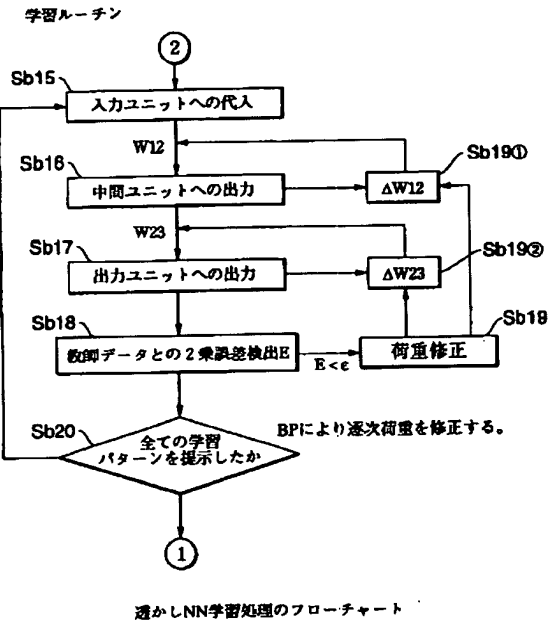 学習ルーチン
2
Sb15
入力ユニットへの代入
W12
Sb16
中間ユニットへの出力
ΔW12
Sb19①
W23
Sb17
出力ユニットへの出力
ΔW23
Sb19②
Sb18
教師データとの2乗誤差検出E
E<ε
荷重修正
Sb19
Sb20
全ての学習
パターンを提示したか
BPにより逐次荷重を修正する。
1
透かしNN学習処理のフローチャート